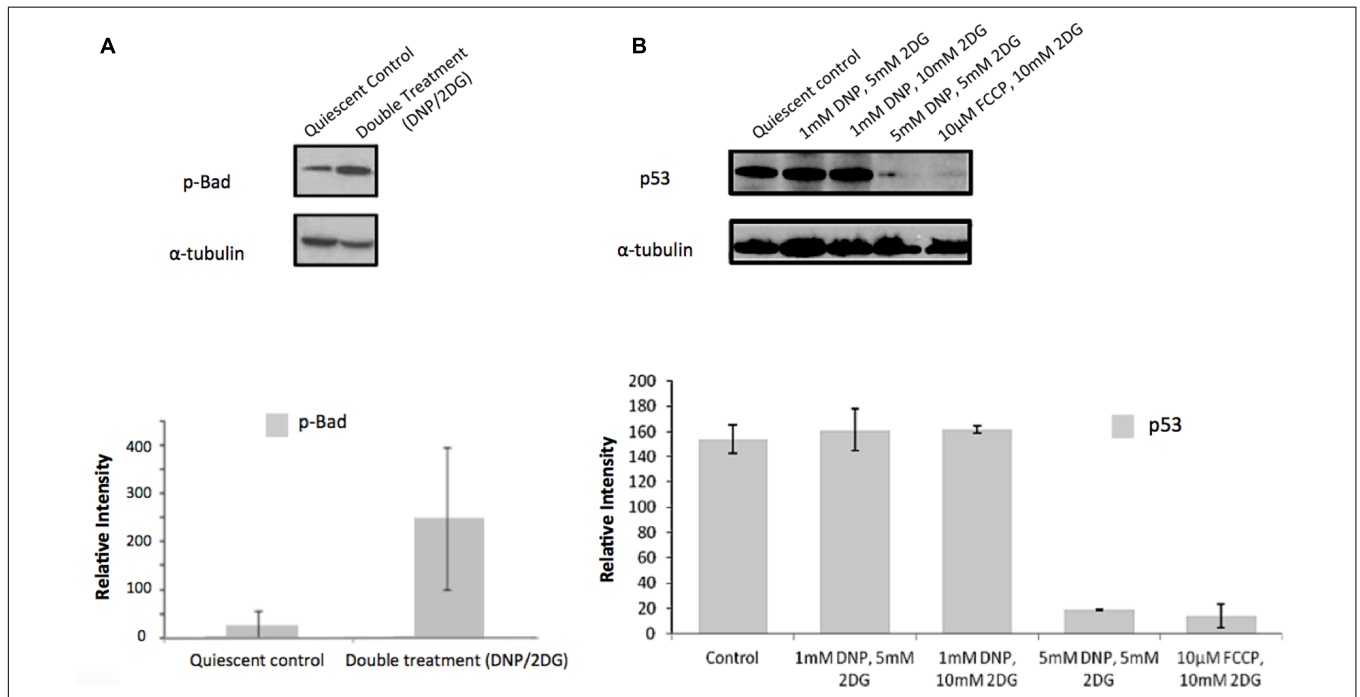 A
Quiescent Control
Double Treatment
(DNP/2DG)
p-Bad
α-tubulin
B
Quiescent control
1mM DNP, 5mM 2DG
1mM DNP, 10mM 2DG
5mM DNP, 5mM 2DG
10µM FCCP, 10mM 2DG
p53
α-tubulin
p-Bad
Relative Intensity
400
300
200
100
0
Quiescent control
Double treatment (DNP/2DG)
p53
Relative Intensity
200
180
160
140
120
100
80
60
40
20
0
Control
1mM DNP, 5mM
2DG
1mM DNP,
10mM 2DG
5mM DNP, 5mM
2DG
10µM FCCP,
10mM 2DG